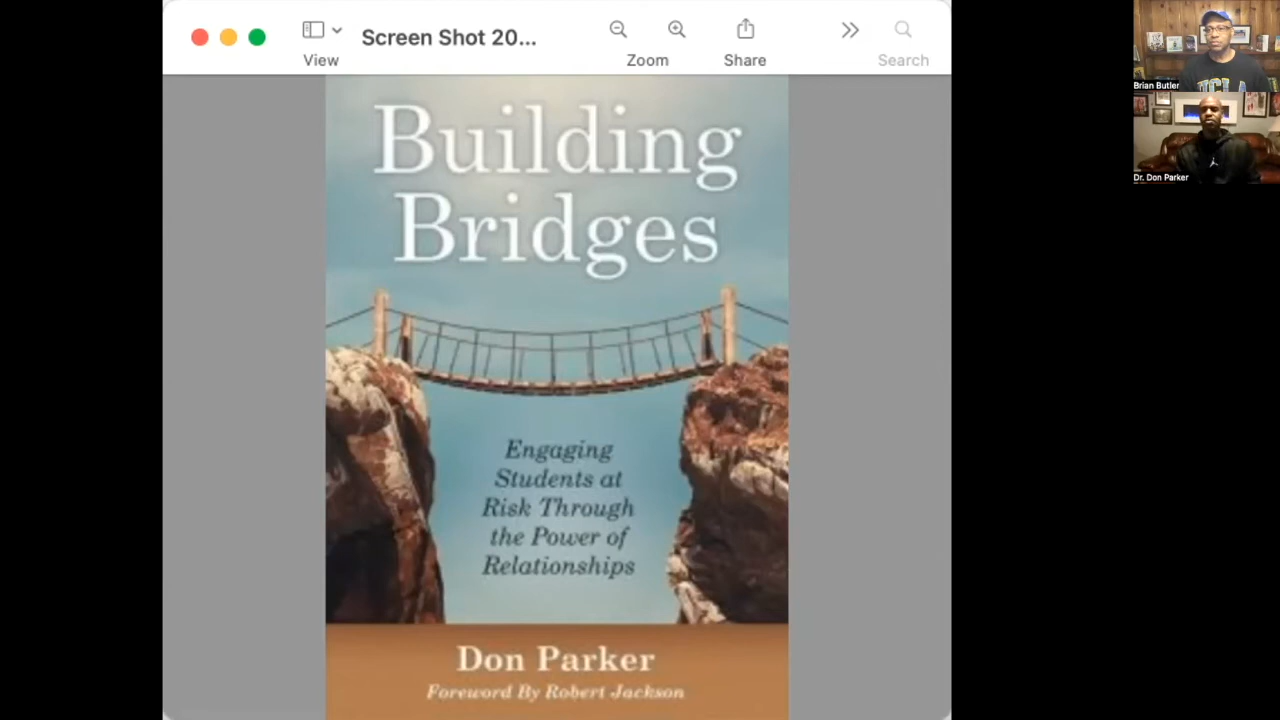 Screen Shot 20...
View
Zoom
Share
Search
Building
Bridges
Engaging
Students at
Risk Through
the Power of
Relationships
Don Parker
Foreword By Robert Jackson
Brian Butler
UCLA
Dr. Don Parker